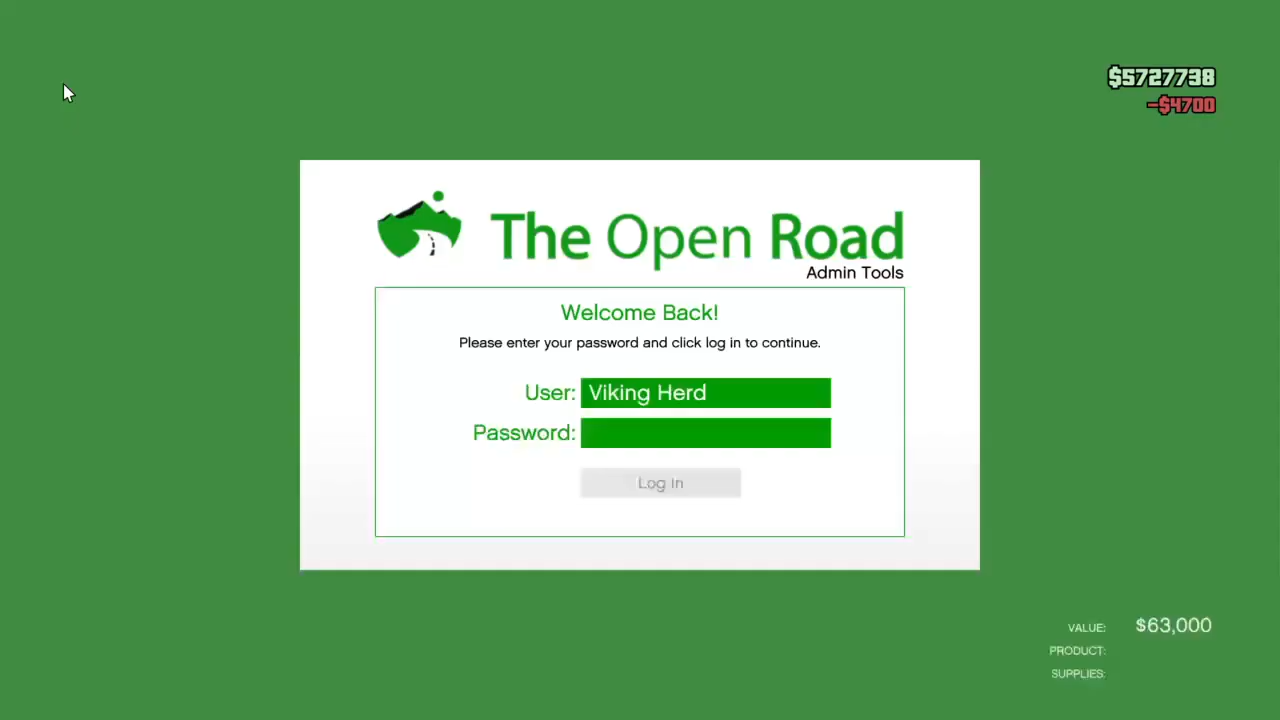 $5727738
-$4700
The Open Road
Admin Tools
Welcome Back!
Please enter your password and click log in to continue.
User: Viking Herd
Password:
Log in
VALUE: $63,000
PRODUCT:
SUPPLIES: